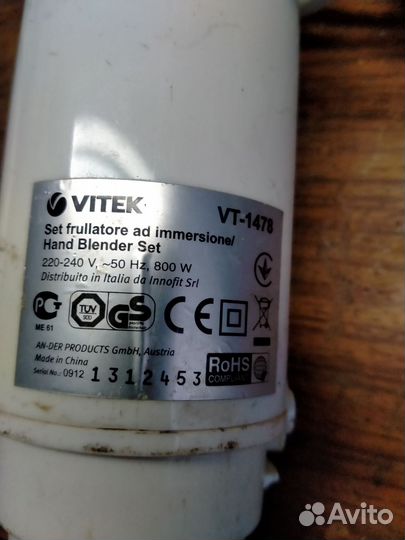 VITEK
VT-1478
Set frullatore ad immersione/
Hand Blender Set
220-240 V, ~50 Hz, 800 W
Distribuito in Italia da Innofit Srl
ME 61
TÜV
GS
CE
AN-DER PRODUCTS GmbH, Austria
Made in China
Serial No.: 0912 1312453
RoHS
COMPLIANT
Avito